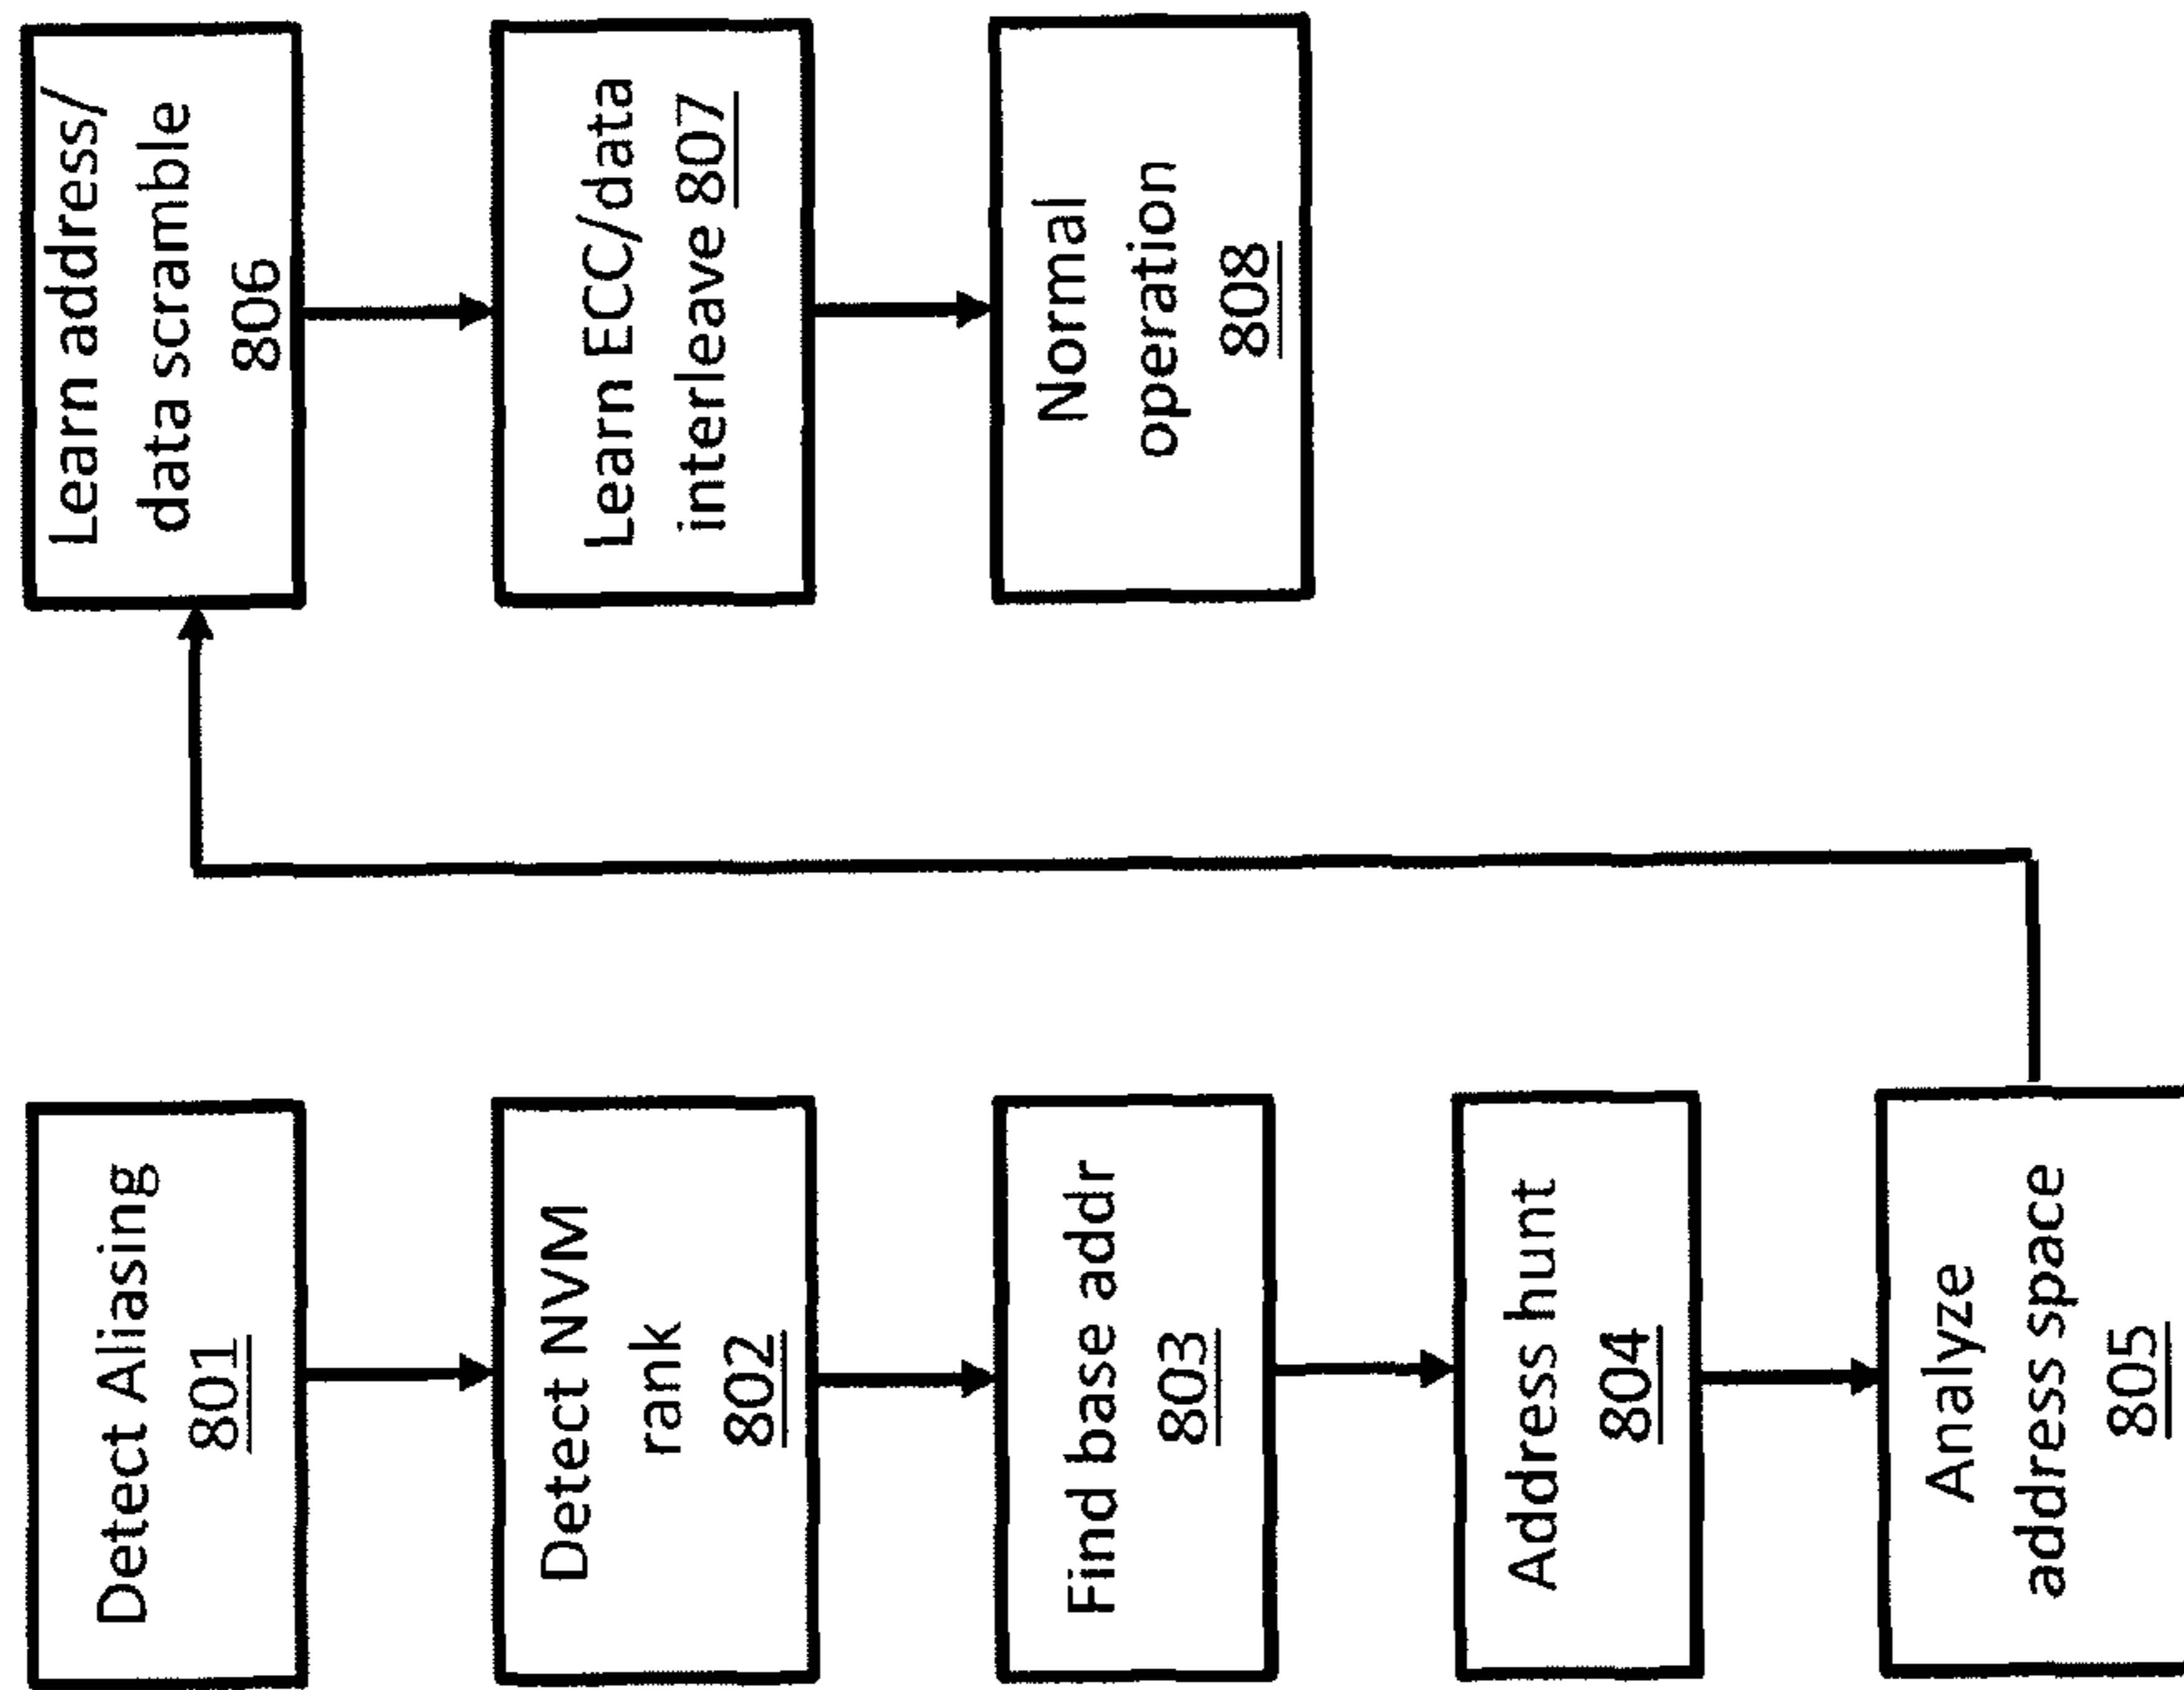 Detect Aliasing
801
Detect NVM
rank
802
Find base addr
803
Address hunt
804
Analyze
address space
805
Learn address/
data scramble
806
Learn ECC/data
interleave 807
Normal
operation
808